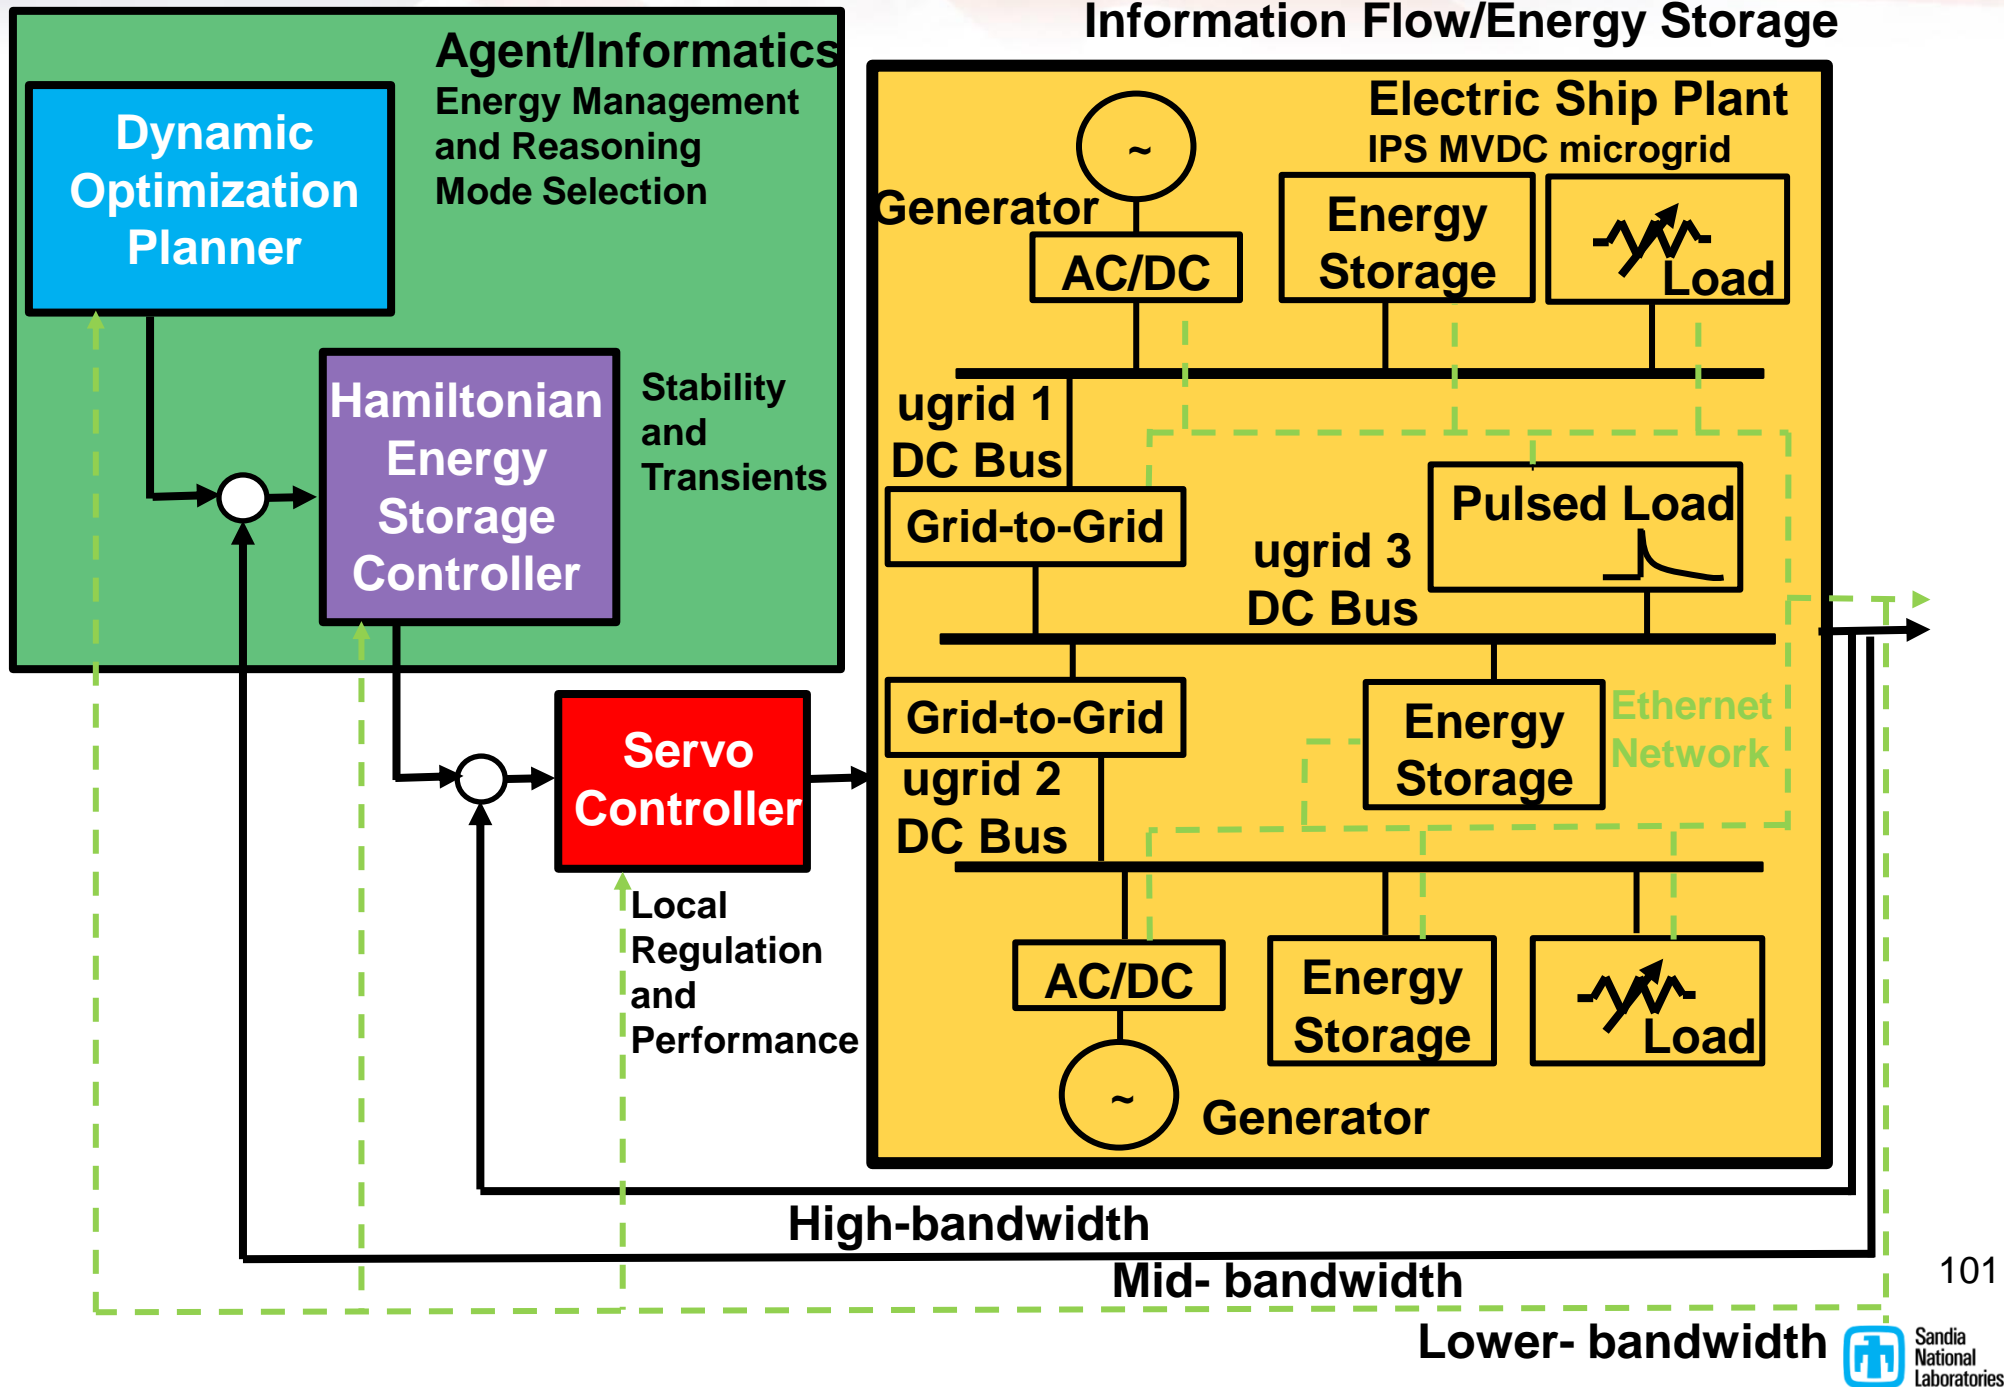 Information Flow/Energy Storage
Agent/Informatics
Energy Management
and Reasoning
Mode Selection
Dynamic
Optimization
Planner
Hamiltonian
Energy
Storage
Controller
Stability
and
Transients
Servo
Controller
Local
Regulation
and
Performance
Electric Ship Plant
IPS MVDC microgrid
~
Generator
AC/DC
Energy
Storage
Load
ugrid 1
DC Bus
Grid-to-Grid
Pulsed Load
ugrid 3
DC Bus
Grid-to-Grid
Energy
Storage
Ethernet
Network
ugrid 2
DC Bus
AC/DC
Energy
Storage
Load
~
Generator
High-bandwidth
Mid- bandwidth
Lower- bandwidth
101
Sandia
National
Laboratories